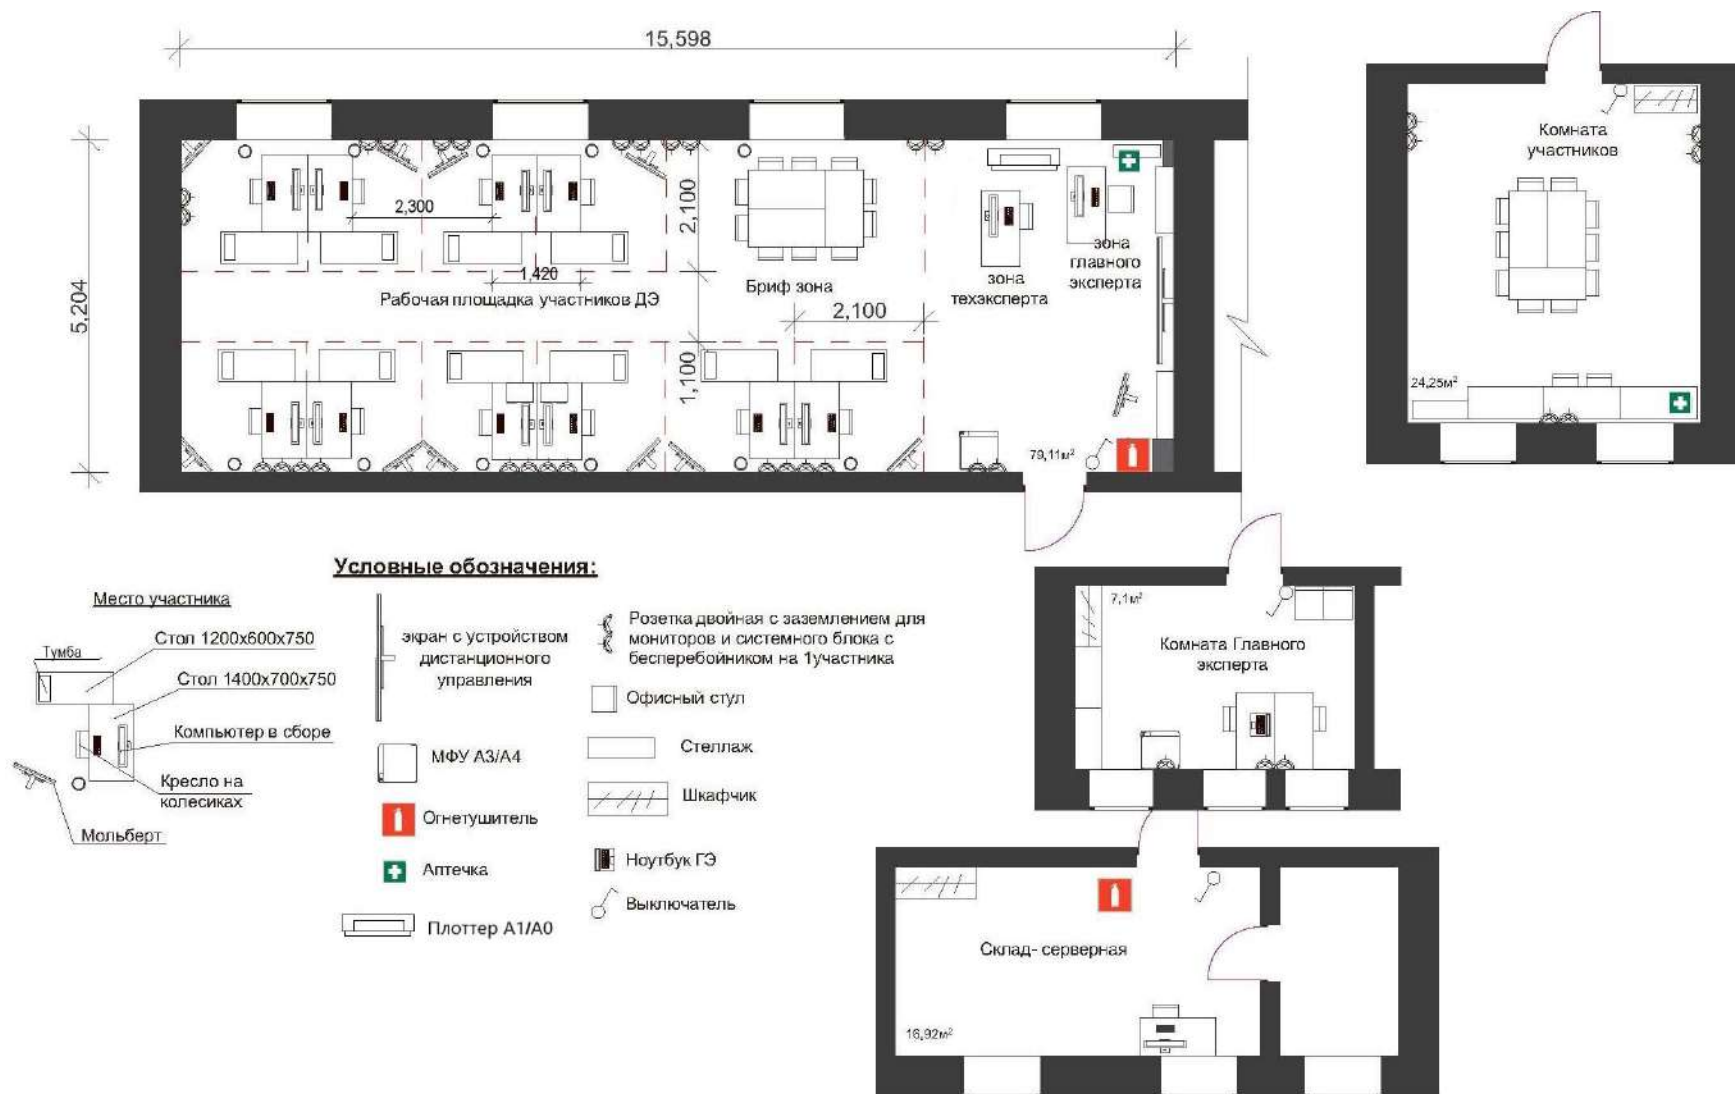 15,598
5,204
2,300
2,100
1,420
Рабочая площадка участников ДЭ
Бриф зона
2,100
1,100
зона
техэксперта
зона
главного
эксперта
79,11м²
Комната
участников
24,25м²
Условные обозначения:
Место участника
Стол 1200х600х750
Тумба
Стол 1400х700х750
Компьютер в сборе
Кресло на
колесиках
Мольберт
экран с устройством
дистанционного
управления
МФУ А3/А4
Огнетушитель
Аптечка
Плоттер А1/А0
Розетка двойная с заземлением для
мониторов и системного блока с
бесперебойником на 1участника
Офисный стул
Стеллаж
Шкафчик
Ноутбук ГЭ
Выключатель
7,1м²
Комната Главного
эксперта
Склад- серверная
16,92м²